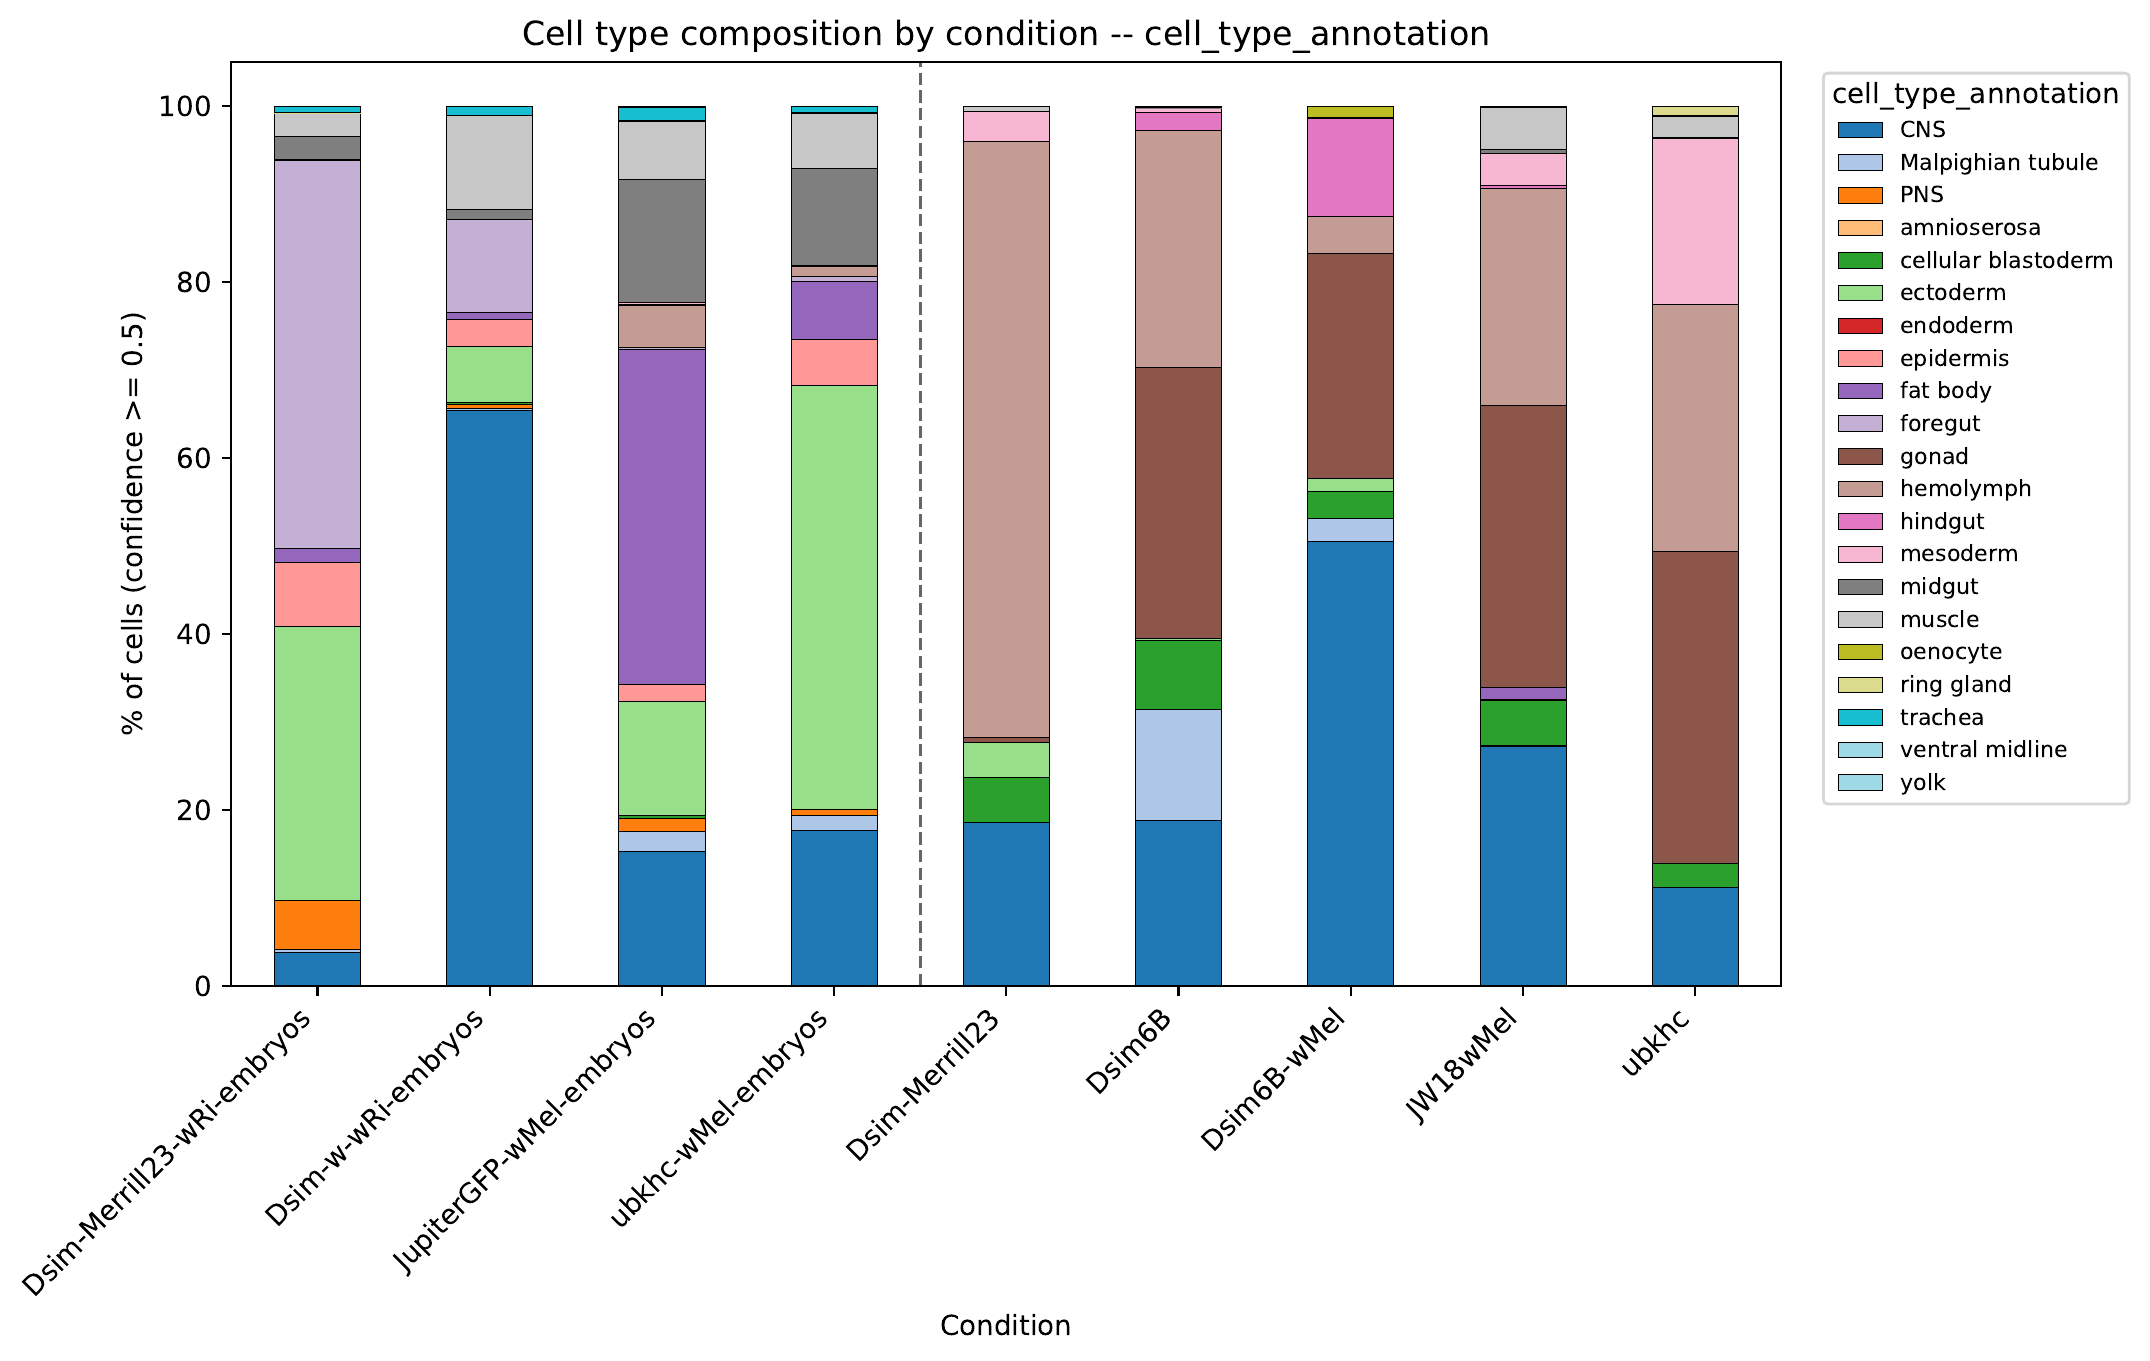 Cell type composition by condition -- cell_type_annotation
% of cells (confidence >= 0.5)
100
80
60
40
20
0
Dsim-Merrill23-wRi-embryos
Dsim-w-wRi-embryos
JupiterGFP-wMel-embryos
ubkhc-wMel-embryos
Dsim-Merrill23
Dsim6B
Dsim6B-wMel
JW18wMel
ubkhc
Condition
cell_type_annotation
CNS
Malpighian tubule
PNS
amnioserosa
cellular blastoderm
ectoderm
endoderm
epidermis
fat body
foregut
gonad
hemolymph
hindgut
mesoderm
midgut
muscle
oenocyte
ring gland
trachea
ventral midline
yolk